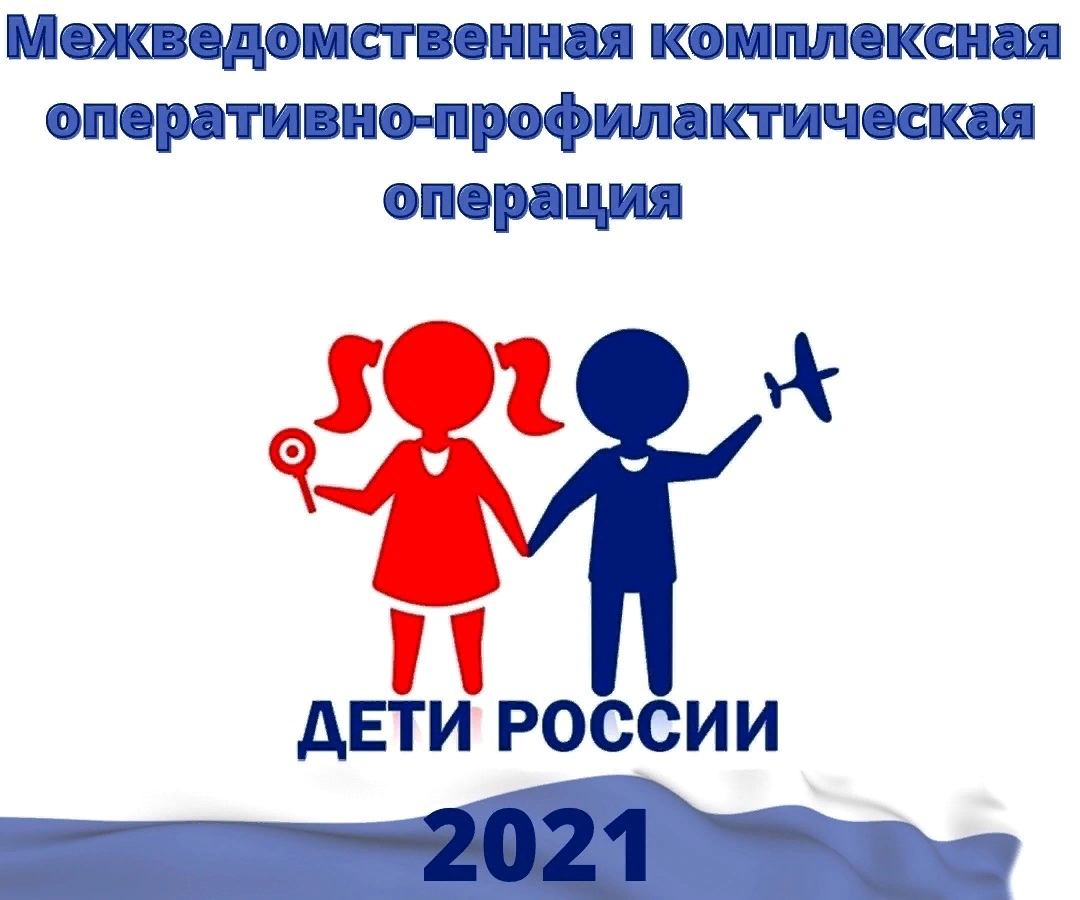 Межведомственная комплексная
оперативно-профилактическая
операция
ДЕТИ РОССИИ
2021